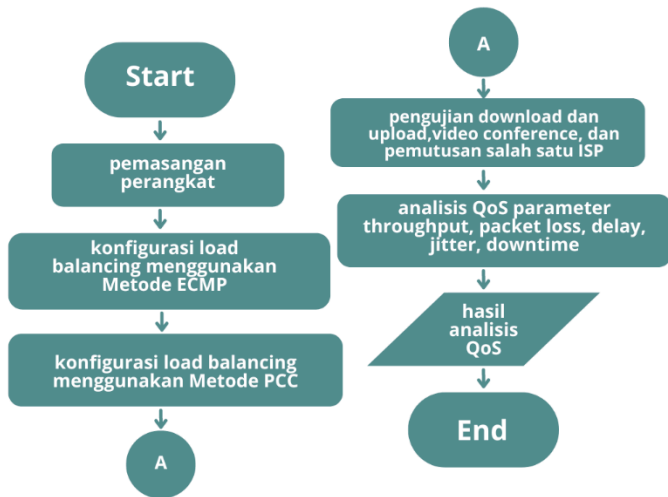 Start
pemasangan
perangkat
konfigurasi load
balancing menggunakan
Metode ECMP
konfigurasi load balancing
menggunakan Metode PCC
A
A
pengujian download dan
upload,video conference, dan
pemutusan salah satu ISP
analisis QoS parameter
throughput, packet loss, delay,
jitter, downtime
hasil
analisis
QoS
End